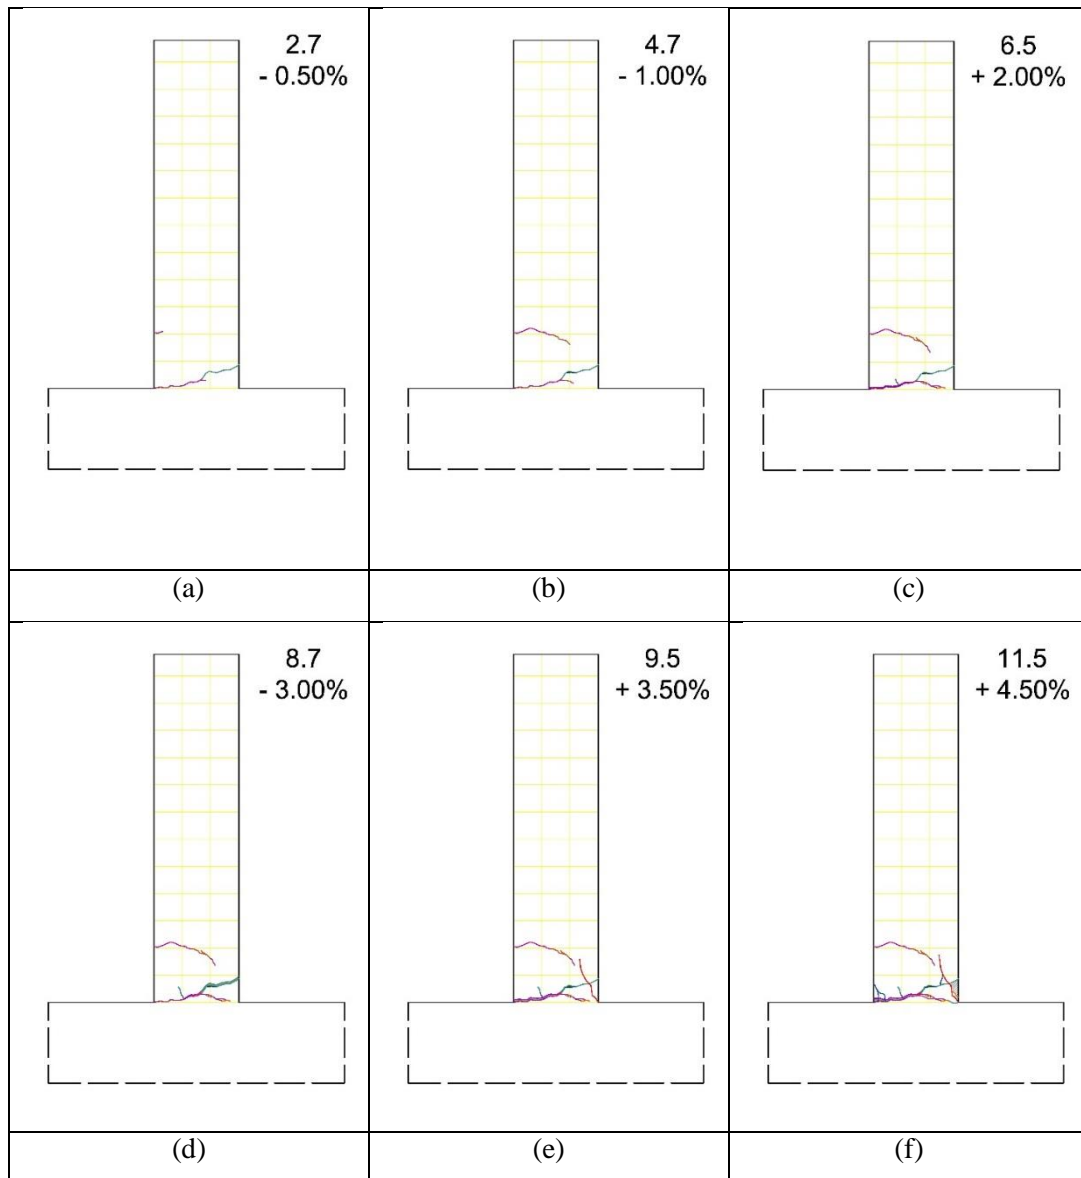 2.7
- 0.50%
4.7
- 1.00%
6.5
+ 2.00%
(a)
(b)
(c)
8.7
- 3.00%
9.5
+ 3.50%
11.5
+ 4.50%
(d)
(e)
(f)